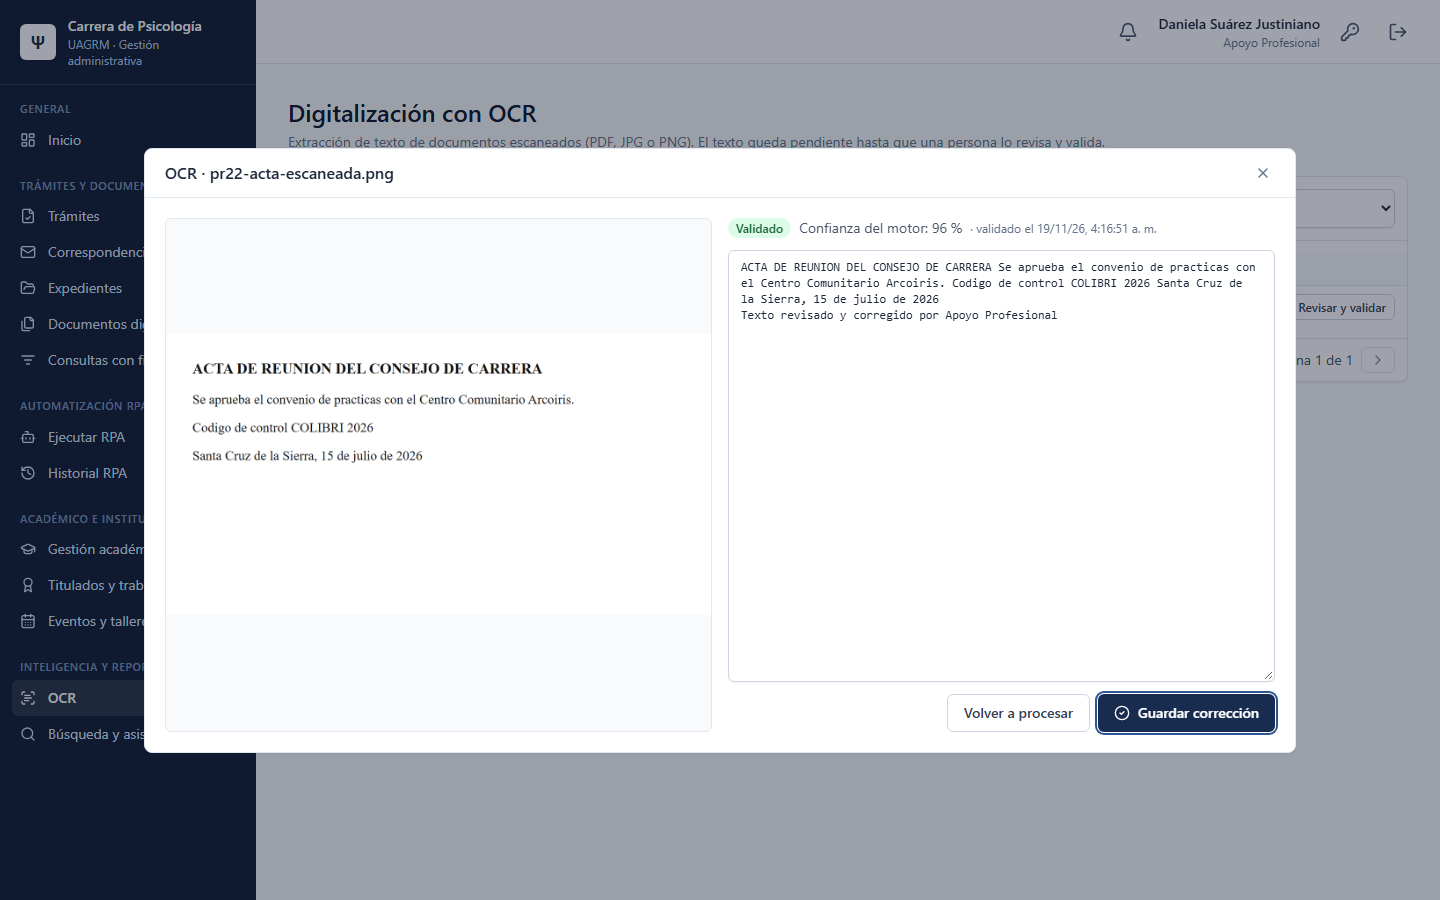 Ψ
Carrera de Psicología
UAGRM · Gestión
administrativa
GENERAL
Inicio
TRÁMITES Y DOCUMEN
Trámites
Correspondenci
Expedientes
Documentos di
Consultas con f
AUTOMATIZACIÓN RPA
Ejecutar RPA
Historial RPA
ACADÉMICO E INSTITU
Gestión académ
Titulados y trab
Eventos y tallere
INTELIGENCIA Y REPOR
OCR
Búsqueda y asis
Daniela Suárez Justiniano
Apoyo Profesional
Digitalización con OCR
Extracción de texto de documentos escaneados (PDF, JPG o PNG). El texto queda pendiente hasta que una persona lo revisa y valida.
Revisar y validar
na 1 de 1
OCR · pr22-acta-escaneada.png
ACTA DE REUNION DEL CONSEJO DE CARRERA
Se aprueba el convenio de practicas con el Centro Comunitario Arcoiris.
Codigo de control COLIBRI 2026
Santa Cruz de la Sierra, 15 de julio de 2026
Validado Confianza del motor: 96 % · validado el 19/11/26, 4:16:51 a. m.
ACTA DE REUNION DEL CONSEJO DE CARRERA Se aprueba el convenio de practicas con
el Centro Comunitario Arcoiris. Codigo de control COLIBRI 2026 Santa Cruz de
la Sierra, 15 de julio de 2026
Texto revisado y corregido por Apoyo Profesional
Volver a procesar
Guardar corrección